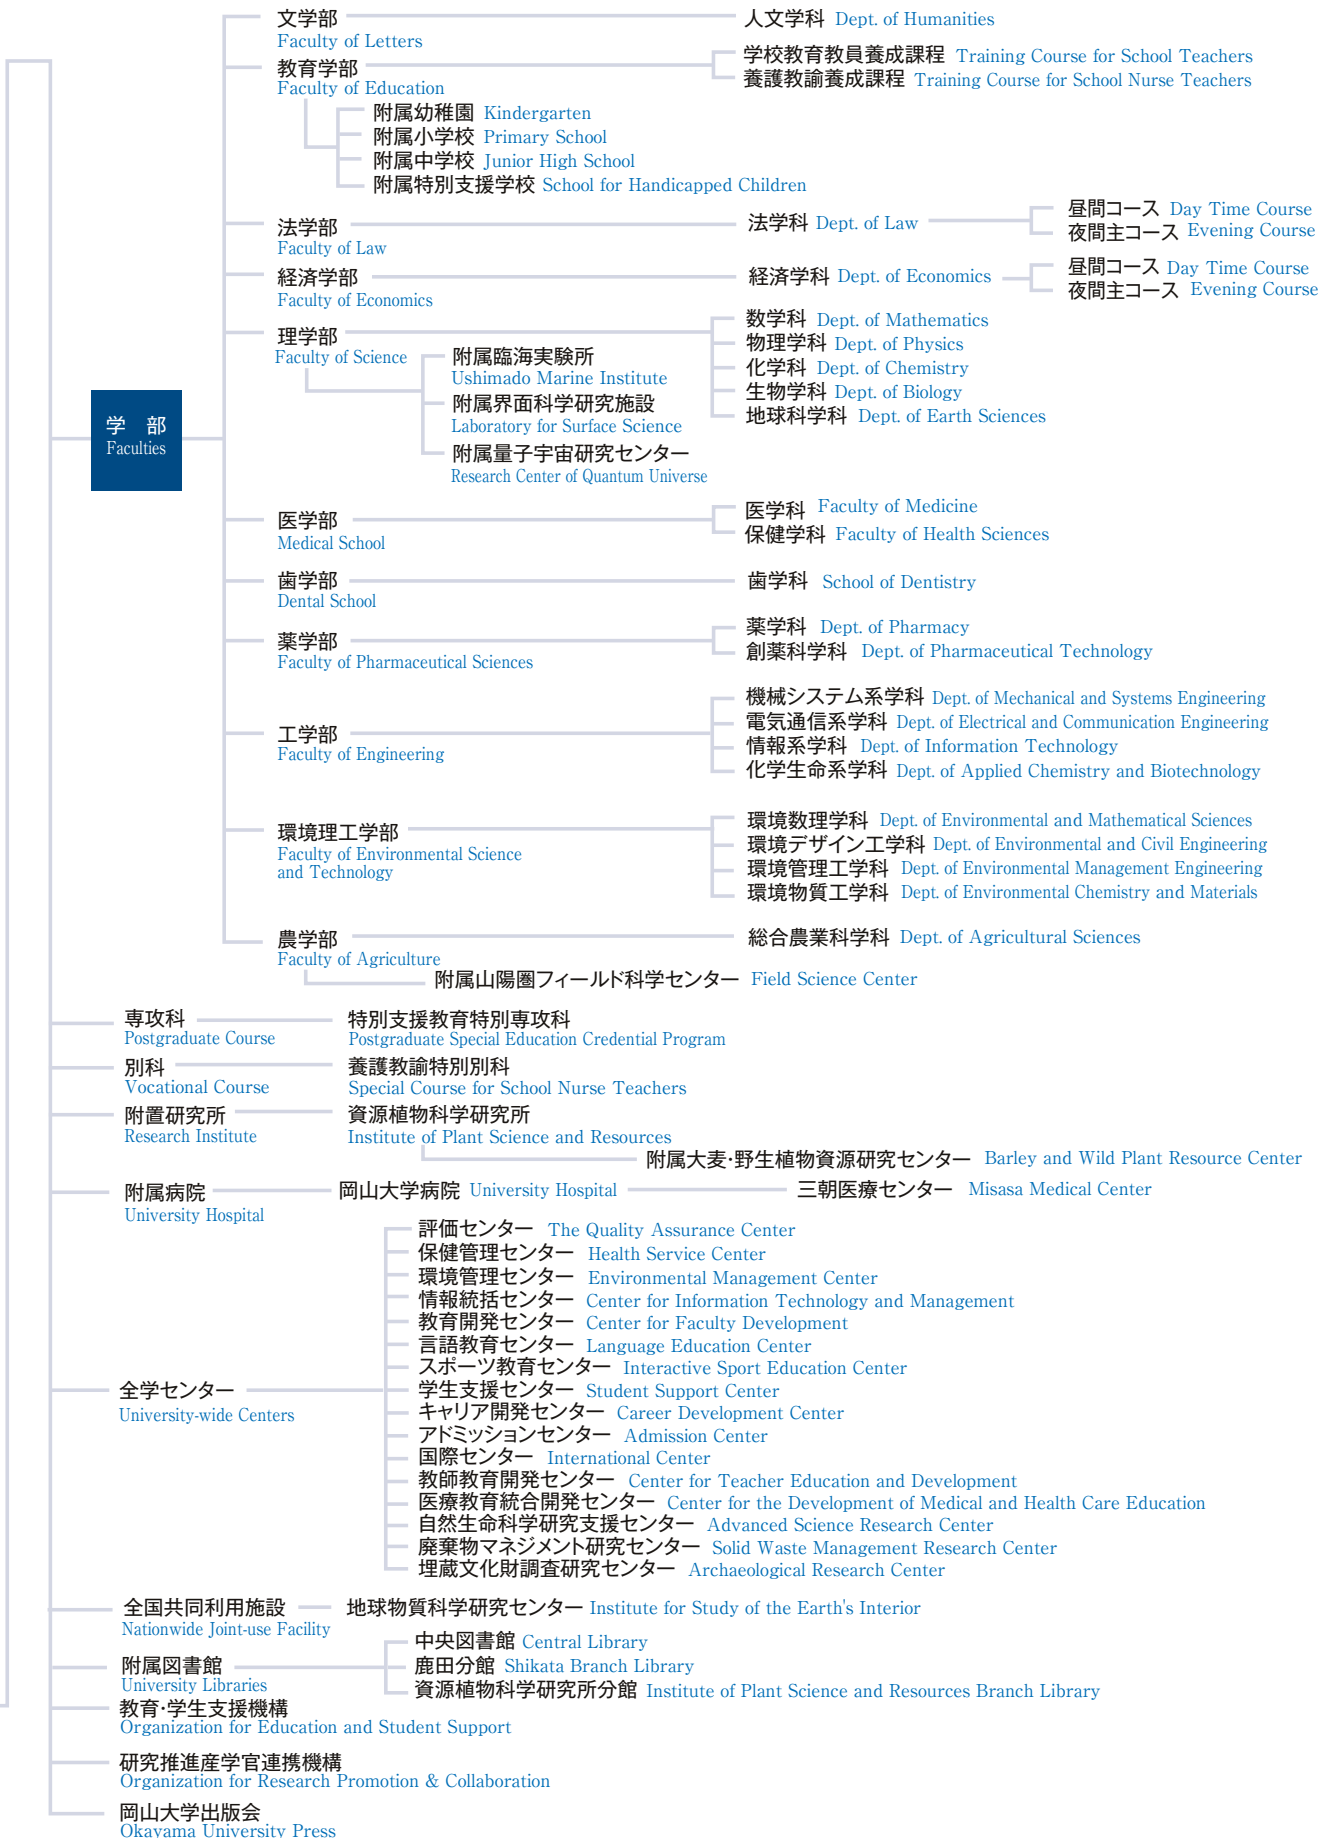 文学部
Faculty of Letters
人文学科 Dept. of Humanities
教育学部
Faculty of Education
学校教育教員養成課程 Training Course for School Teachers
養護教諭養成課程 Training Course for School Nurse Teachers
附属幼稚園 Kindergarten
附属小学校 Primary School
附属中学校 Junior High School
附属特別支援学校 School for Handicapped Children
法学部
Faculty of Law
法学科 Dept. of Law
昼間コース Day Time Course
夜間主コース Evening Course
経済学部
Faculty of Economics
経済学科 Dept. of Economics
昼間コース Day Time Course
夜間主コース Evening Course
理学部
Faculty of Science
数学科 Dept. of Mathematics
物理学科 Dept. of Physics
化学科 Dept. of Chemistry
生物学科 Dept. of Biology
地球科学科 Dept. of Earth Sciences
附属臨海実験所
Ushimado Marine Institute
附属界面科学研究施設
Laboratory for Surface Science
附属量子宇宙研究センター
Research Center of Quantum Universe
学 部
Faculties
医学部
Medical School
医学科 Faculty of Medicine
保健学科 Faculty of Health Sciences
歯学部
Dental School
歯学科 School of Dentistry
薬学部
Faculty of Pharmaceutical Sciences
薬学科 Dept. of Pharmacy
創薬科学科 Dept. of Pharmaceutical Technology
工学部
Faculty of Engineering
機械システム系学科 Dept. of Mechanical and Systems Engineering
電気通信系学科 Dept. of Electrical and Communication Engineering
情報系学科 Dept. of Information Technology
化学生命系学科 Dept. of Applied Chemistry and Biotechnology
環境理工学部
Faculty of Environmental Science
and Technology
環境数理学科 Dept. of Environmental and Mathematical Sciences
環境デザイン工学科 Dept. of Environmental and Civil Engineering
環境管理工学科 Dept. of Environmental Management Engineering
環境物質工学科 Dept. of Environmental Chemistry and Materials
農学部
Faculty of Agriculture
総合農業科学科 Dept. of Agricultural Sciences
附属山陽圏フィールド科学センター Field Science Center
専攻科
Postgraduate Course
特別支援教育特別専攻科
Postgraduate Special Education Credential Program
別科
Vocational Course
養護教諭特別別科
Special Course for School Nurse Teachers
附置研究所
Research Institute
資源植物科学研究所
Institute of Plant Science and Resources
附属大麦・野生植物資源研究センター Barley and Wild Plant Resource Center
附属病院
University Hospital
岡山大学病院 University Hospital
三朝医療センター Misasa Medical Center
全学センター
University-wide Centers
評価センター The Quality Assurance Center
保健管理センター Health Service Center
環境管理センター Environmental Management Center
情報統括センター Center for Information Technology and Management
教育開発センター Center for Faculty Development
言語教育センター Language Education Center
スポーツ教育センター Interactive Sport Education Center
学生支援センター Student Support Center
キャリア開発センター Career Development Center
アドミッションセンター Admission Center
国際センター International Center
教師教育開発センター Center for Teacher Education and Development
医療教育統合開発センター Center for the Development of Medical and Health Care Education
自然生命科学研究支援センター Advanced Science Research Center
廃棄物マネジメント研究センター Solid Waste Management Research Center
埋蔵文化財調査研究センター Archaeological Research Center
全国共同利用施設
Nationwide Joint-use Facility
地球物質科学研究センター Institute for Study of the Earth's Interior
附属図書館
University Libraries
中央図書館 Central Library
鹿田分館 Shikata Branch Library
資源植物科学研究所分館 Institute of Plant Science and Resources Branch Library
教育・学生支援機構
Organization for Education and Student Support
研究推進産学官連携機構
Organization for Research Promotion & Collaboration
岡山大学出版会
Okayama University Press